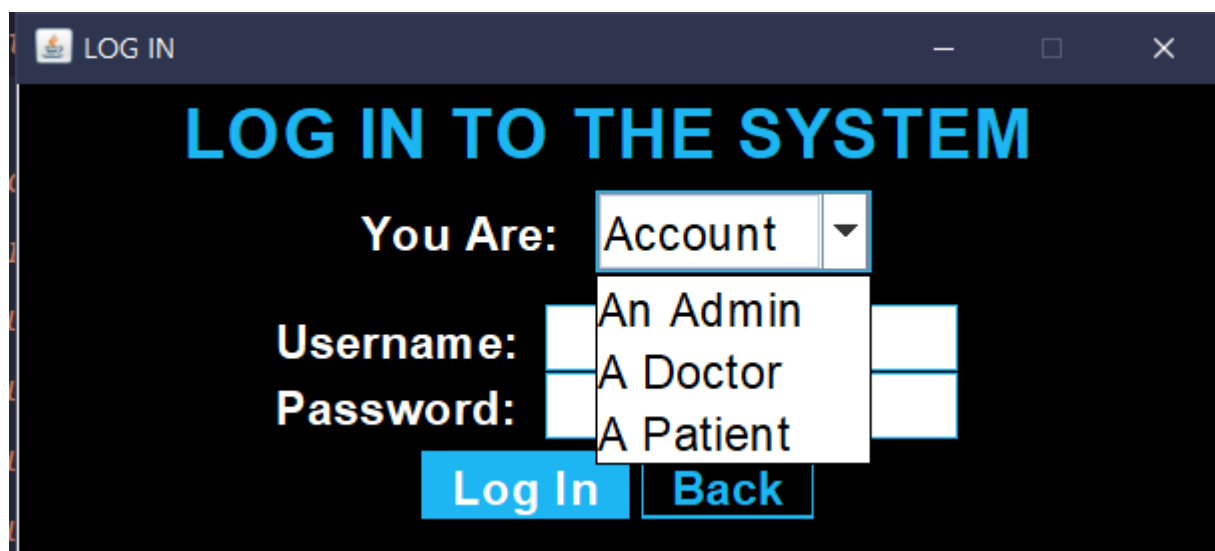 LOG IN
LOG IN TO THE SYSTEM
You Are: Account
An Admin
Username:
A Doctor
Password:
A Patient
Log In Back